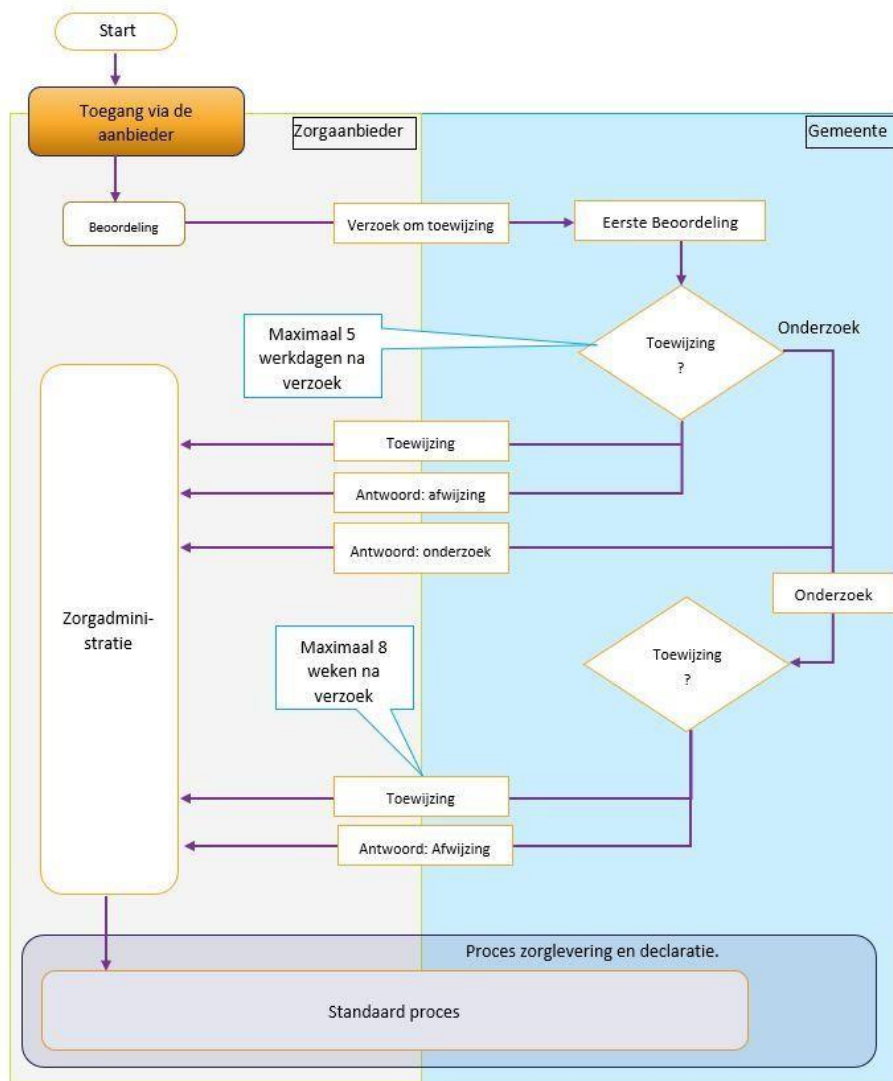 Start
Toegang via de
aanbieder
Zorgaanbieder
Gemeente
Beoordeling
Verzoek om toewijzing
Eerste Beoordeling
Maximaal 5
werkdagen na
verzoek
Toewijzing
?
Onderzoek
Toewijzing
Antwoord: afwijzing
Antwoord: onderzoek
Onderzoek
Zorgadmini-
stratie
Maximaal 8
weken na
verzoek
Toewijzing
?
Toewijzing
Antwoord: Afwijzing
Proces zorglevering en declaratie.
Standaard proces